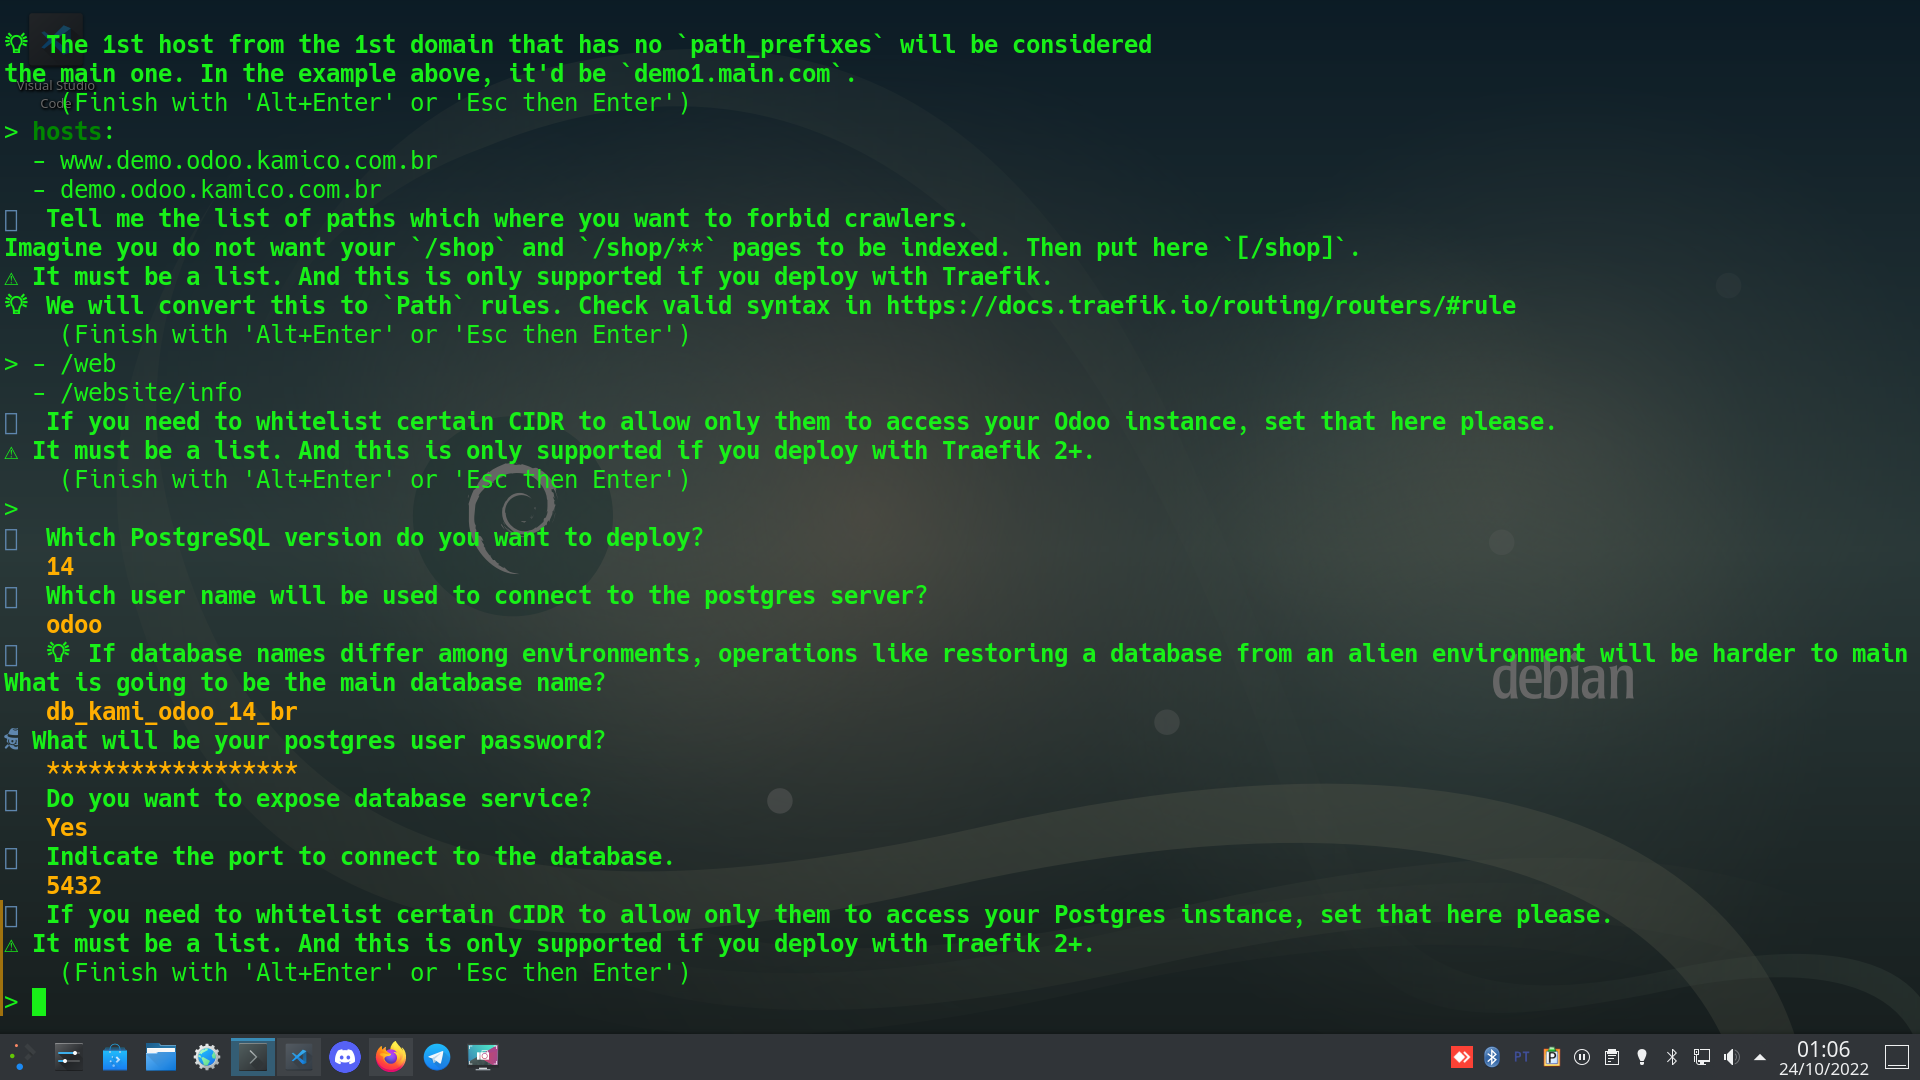 💡 The 1st host from the 1st domain that has no `path_prefixes` will be considered
the main one. In the example above, it'd be `demo1.main.com`.
Visual Studio
Code
(Finish with 'Alt+Enter' or 'Esc then Enter')
> hosts:
- www.demo.odoo.kamico.com.br
- demo.odoo.kamico.com.br
Tell me the list of paths which where you want to forbid crawlers.
Imagine you do not want your `/shop` and `/shop/**` pages to be indexed. Then put here `[/shop]`.
⚠ It must be a list. And this is only supported if you deploy with Traefik.
💡 We will convert this to `Path` rules. Check valid syntax in https://docs.traefik.io/routing/routers/#rule
(Finish with 'Alt+Enter' or 'Esc then Enter')
> - /web
- /website/info
If you need to whitelist certain CIDR to allow only them to access your Odoo instance, set that here please.
⚠ It must be a list. And this is only supported if you deploy with Traefik 2+.
(Finish with 'Alt+Enter' or 'Esc then Enter')
>
Which PostgreSQL version do you want to deploy?
14
Which user name will be used to connect to the postgres server?
odoo
💡 If database names differ among environments, operations like restoring a database from an alien environment will be harder to main
What is going to be the main database name?
debian
db_kami_odoo_14_br
What will be your postgres user password?
******************
Do you want to expose database service?
Yes
Indicate the port to connect to the database.
5432
If you need to whitelist certain CIDR to allow only them to access your Postgres instance, set that here please.
⚠ It must be a list. And this is only supported if you deploy with Traefik 2+.
(Finish with 'Alt+Enter' or 'Esc then Enter')
>
PT
01:06
24/10/2022